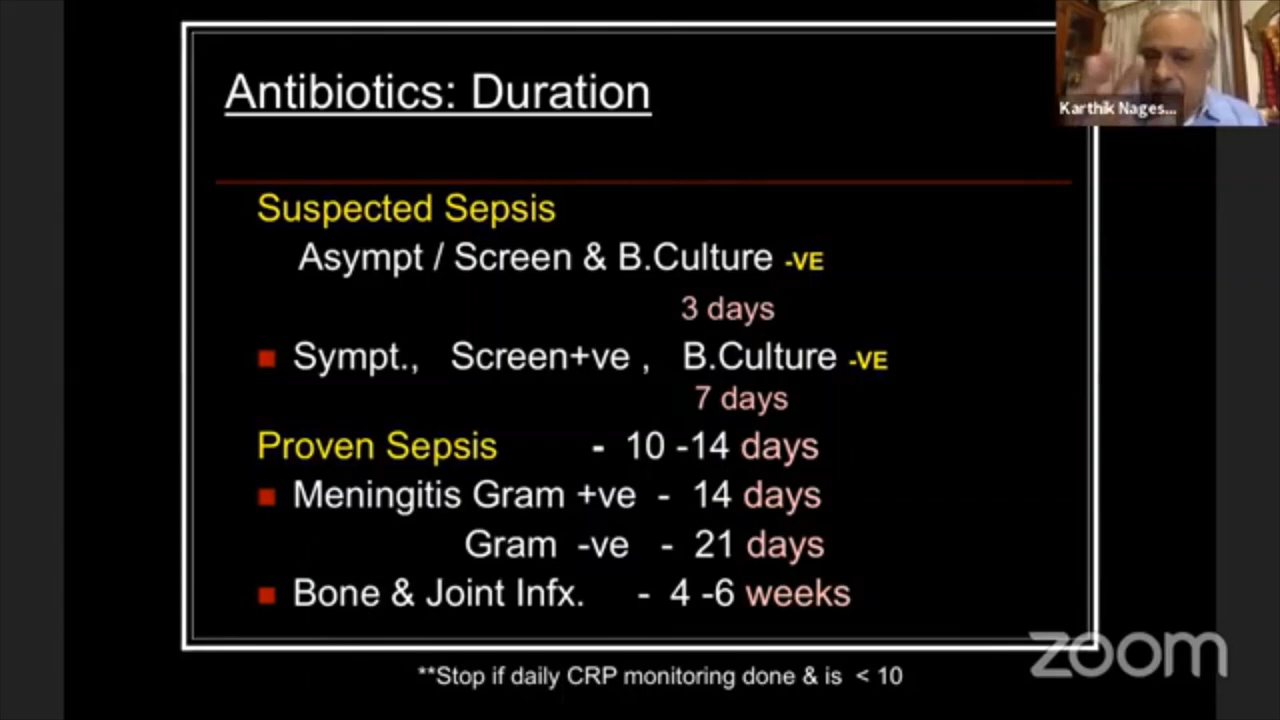 Antibiotics: Duration
Karthik Nages...
Suspected Sepsis
Asympt / Screen & B.Culture -VE
3 days
Sympt., Screen+ve , B.Culture -VE
7 days
Proven Sepsis - 10 -14 days
Meningitis Gram +ve - 14 days
Gram -ve - 21 days
Bone & Joint Infx. - 4 -6 weeks
zoom
**Stop if daily CRP monitoring done & is < 10